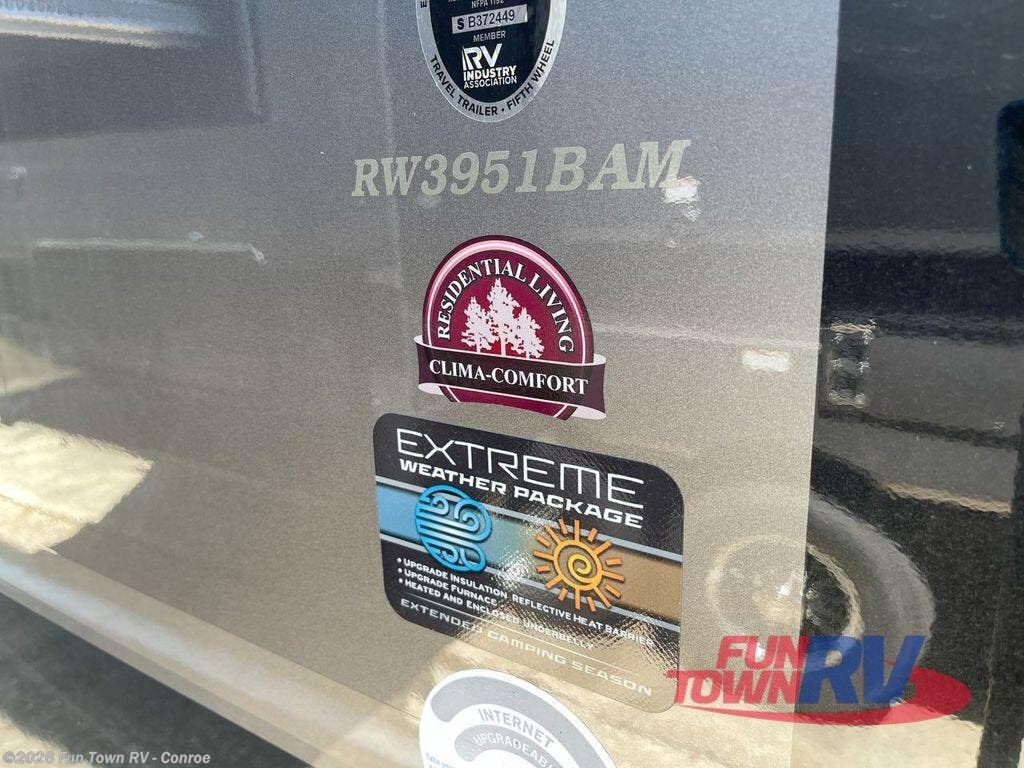 NFPA 1192
S B372449
MEMBER
RV
INDUSTRY
ASSOCIATION
TRAVEL TRAILER • FIFTH WHEEL
RW3951BAM
RESIDENTIAL LIVING
CLIMA-COMFORT
EXTREME
WEATHER PACKAGE
• UPGRADE INSULATION REFLECTIVE HEAT BARRIER
• UPGRADE FURNACE
• HEATED AND ENCLOSED UNDERBELLY
EXTENDED CAMPING SEASON
FUN
TOWN RV
INTERNET
©2026 Fun Town RV - Conroe